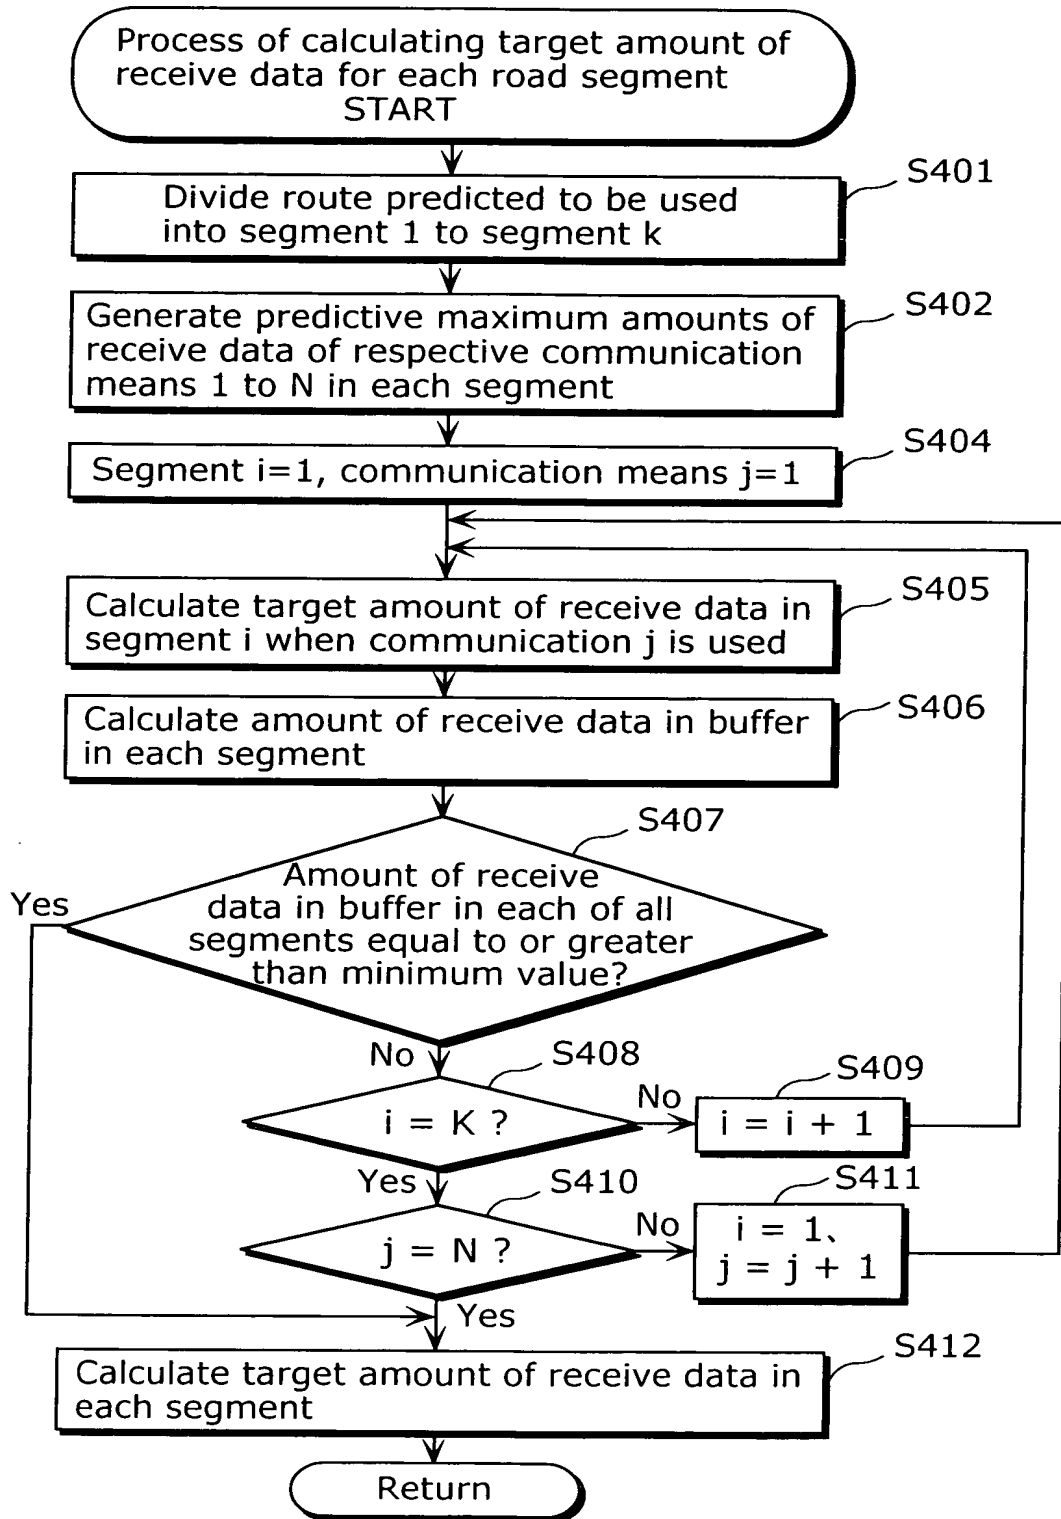 Process of calculating target amount of
receive data for each road segment
START
S401
Divide route predicted to be used
into segment 1 to segment k
S402
Generate predictive maximum amounts of
receive data of respective communication
means 1 to N in each segment
S404
Segment i=1, communication means j=1
S405
Calculate target amount of receive data in
segment i when communication j is used
S406
Calculate amount of receive data in buffer
in each segment
S407
Amount of receive
data in buffer in each of all
segments equal to or greater
than minimum value?
Yes
No
S408
i = K ?
No
S409
i = i + 1
Yes
S410
j = N ?
No
S411
i = 1、
j = j + 1
Yes
S412
Calculate target amount of receive data in
each segment
Return